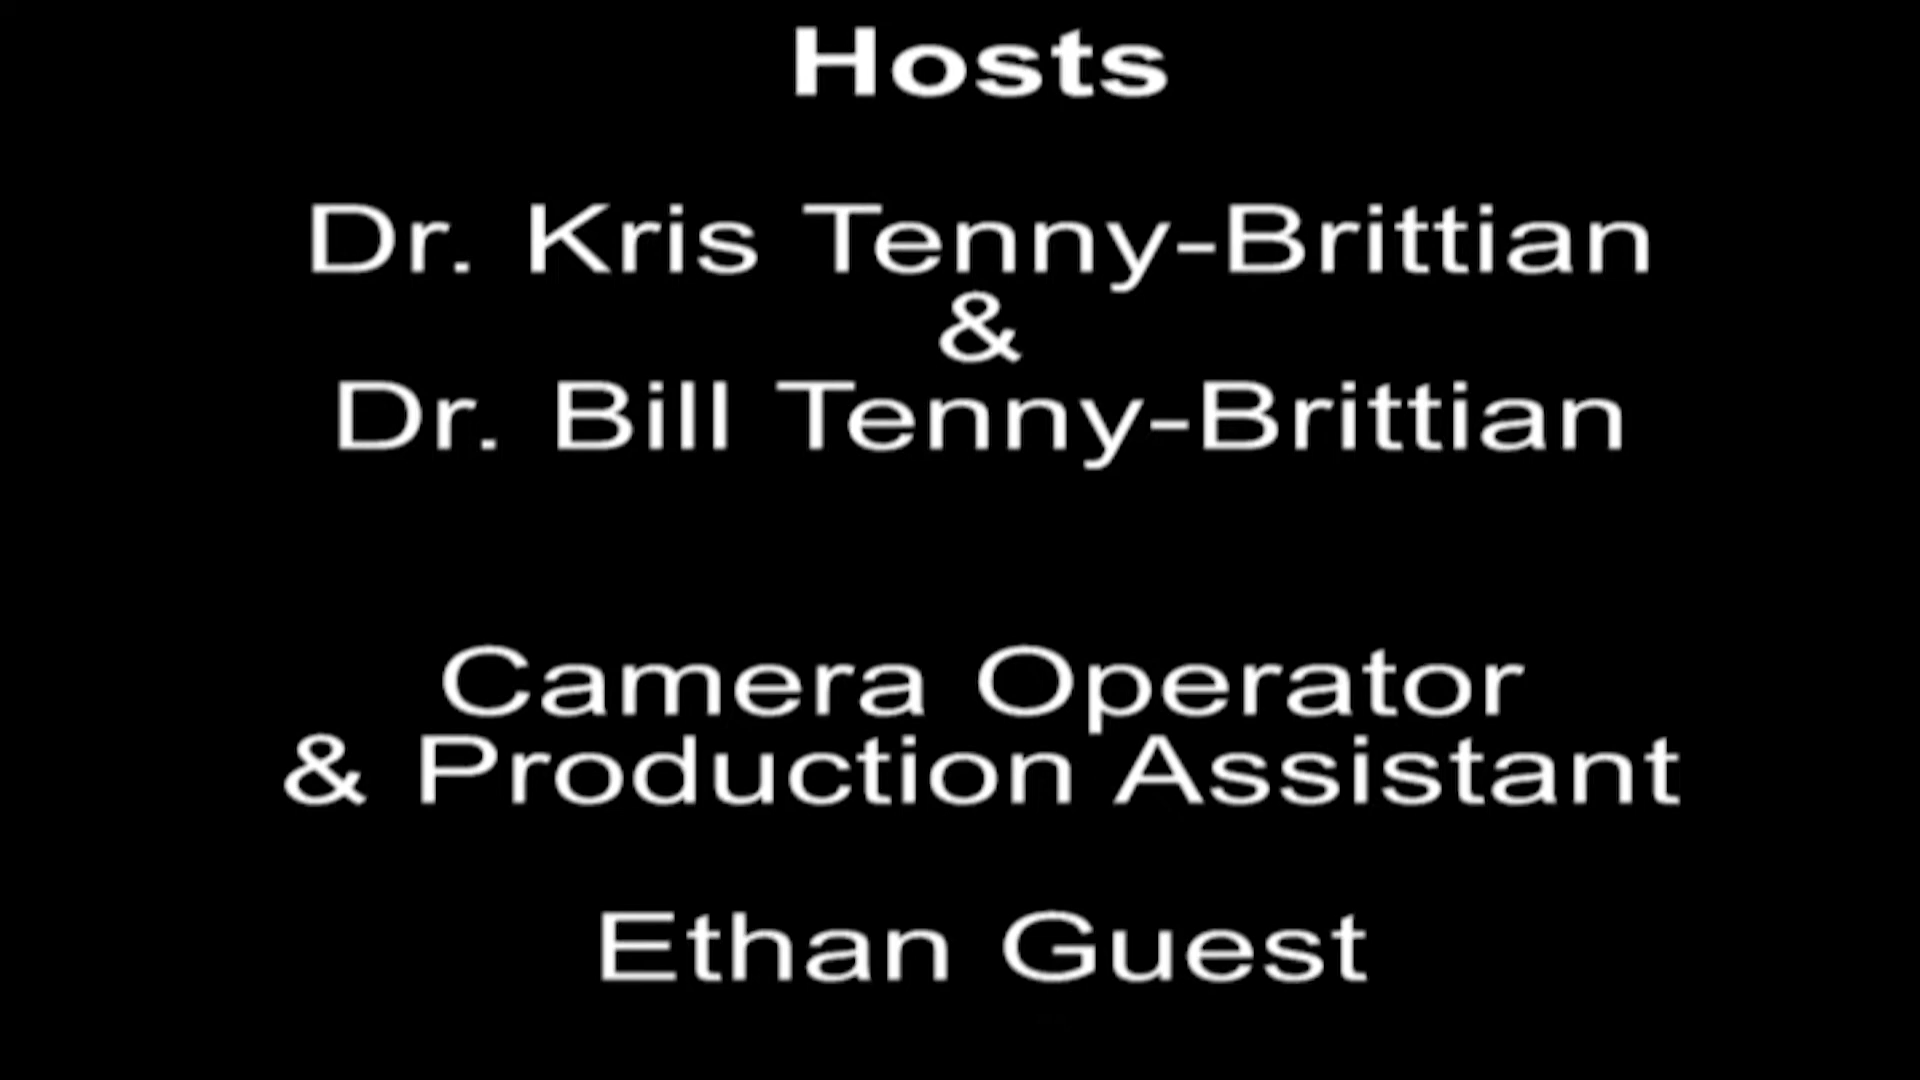 Hosts
Dr. Kris Tenny-Brittian
&
Dr. Bill Tenny-Brittian
Camera Operator
& Production Assistant
Ethan Guest